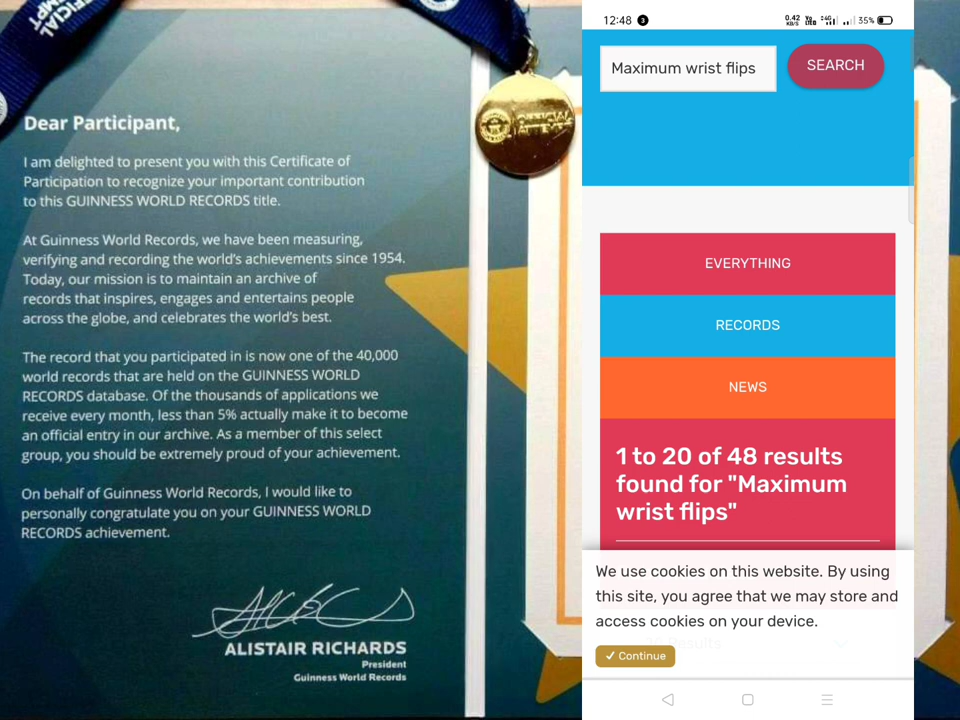 OFFICIAL
Dear Participant,
I am delighted to present you with this Certificate of
Participation to recognize your important contribution
to this GUINNESS WORLD RECORDS title.
At Guinness World Records, we have been measuring,
verifying and recording the world's achievements since 1954.
Today, our mission is to maintain an archive of
records that inspires, engages and entertains people
across the globe, and celebrates the world's best.
The record that you participated in is now one of the 40,000
world records that are held on the GUINNESS WORLD
RECORDS database. Of the thousands of applications we
receive every month, less than 5% actually make it to become
an official entry in our archive. As a member of this select
group, you should be extremely proud of your achievement.
On behalf of Guinness World Records, I would like to
personally congratulate you on your GUINNESS WORLD
RECORDS achievement.
ALISTAIR RICHARDS
President
Guinness World Records
12:48 3
0.42 KB/S 4G 35%
Maximum wrist flips
SEARCH
EVERYTHING
RECORDS
NEWS
1 to 20 of 48 results
found for "Maximum
wrist flips"
We use cookies on this website. By using
this site, you agree that we may store and
access cookies on your device.
Results
✓ Continue